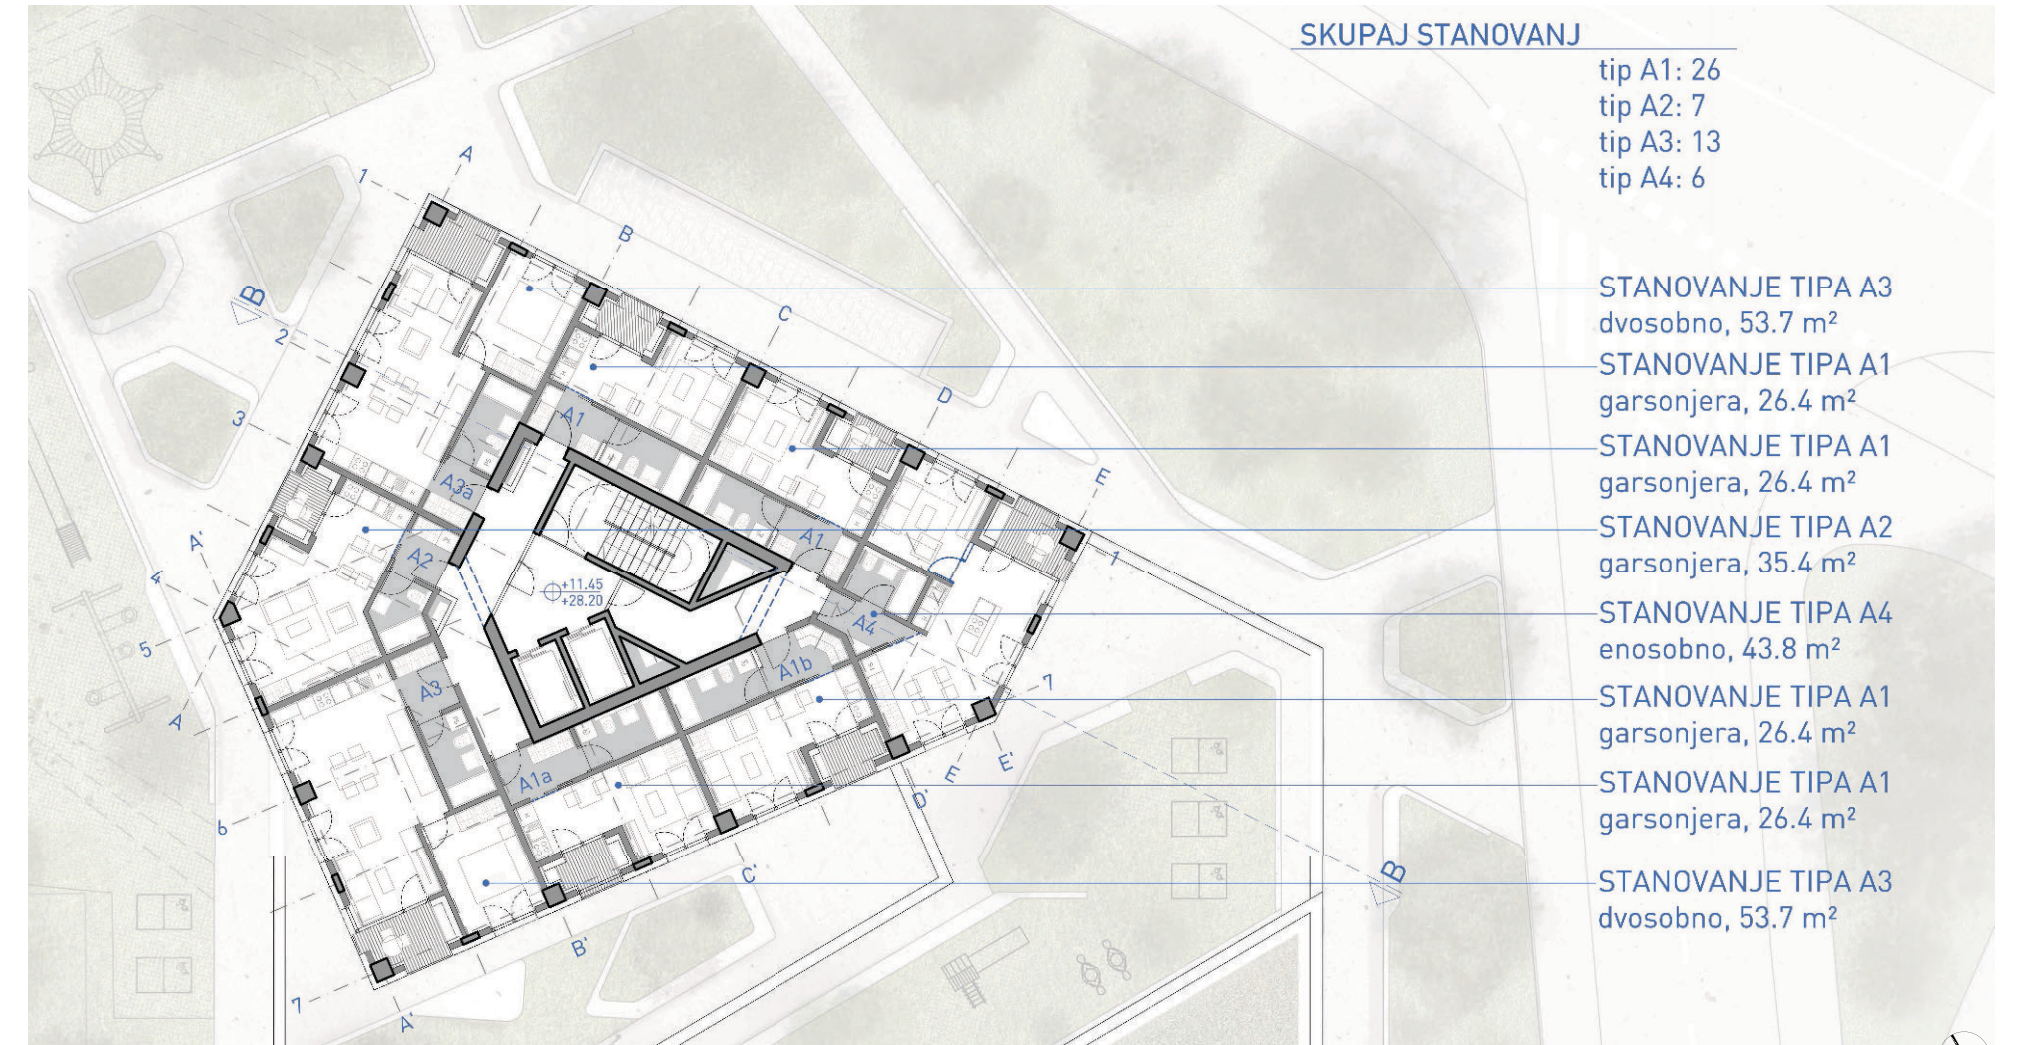 SKUPAJ STANOVANJ
tip A1: 26
tip A2: 7
tip A3: 13
tip A4: 6
STANOVANJE TIPA A3
dvosobno, 53.7 m²
STANOVANJE TIPA A1
garsonjera, 26.4 m²
STANOVANJE TIPA A1
garsonjera, 26.4 m²
STANOVANJE TIPA A2
garsonjera, 35.4 m²
STANOVANJE TIPA A4
enosobno, 43.8 m²
STANOVANJE TIPA A1
garsonjera, 26.4 m²
STANOVANJE TIPA A1
garsonjera, 26.4 m²
STANOVANJE TIPA A3
dvosobno, 53.7 m²
A
1
B
B
C
2
D
3
E
1
A'
4
5
A
6
7
A'
B'
C'
D'
E
E'
7
B
A1
A3a
A1
A2
+11.45
+28.20
A4
A1b
A3
A1a